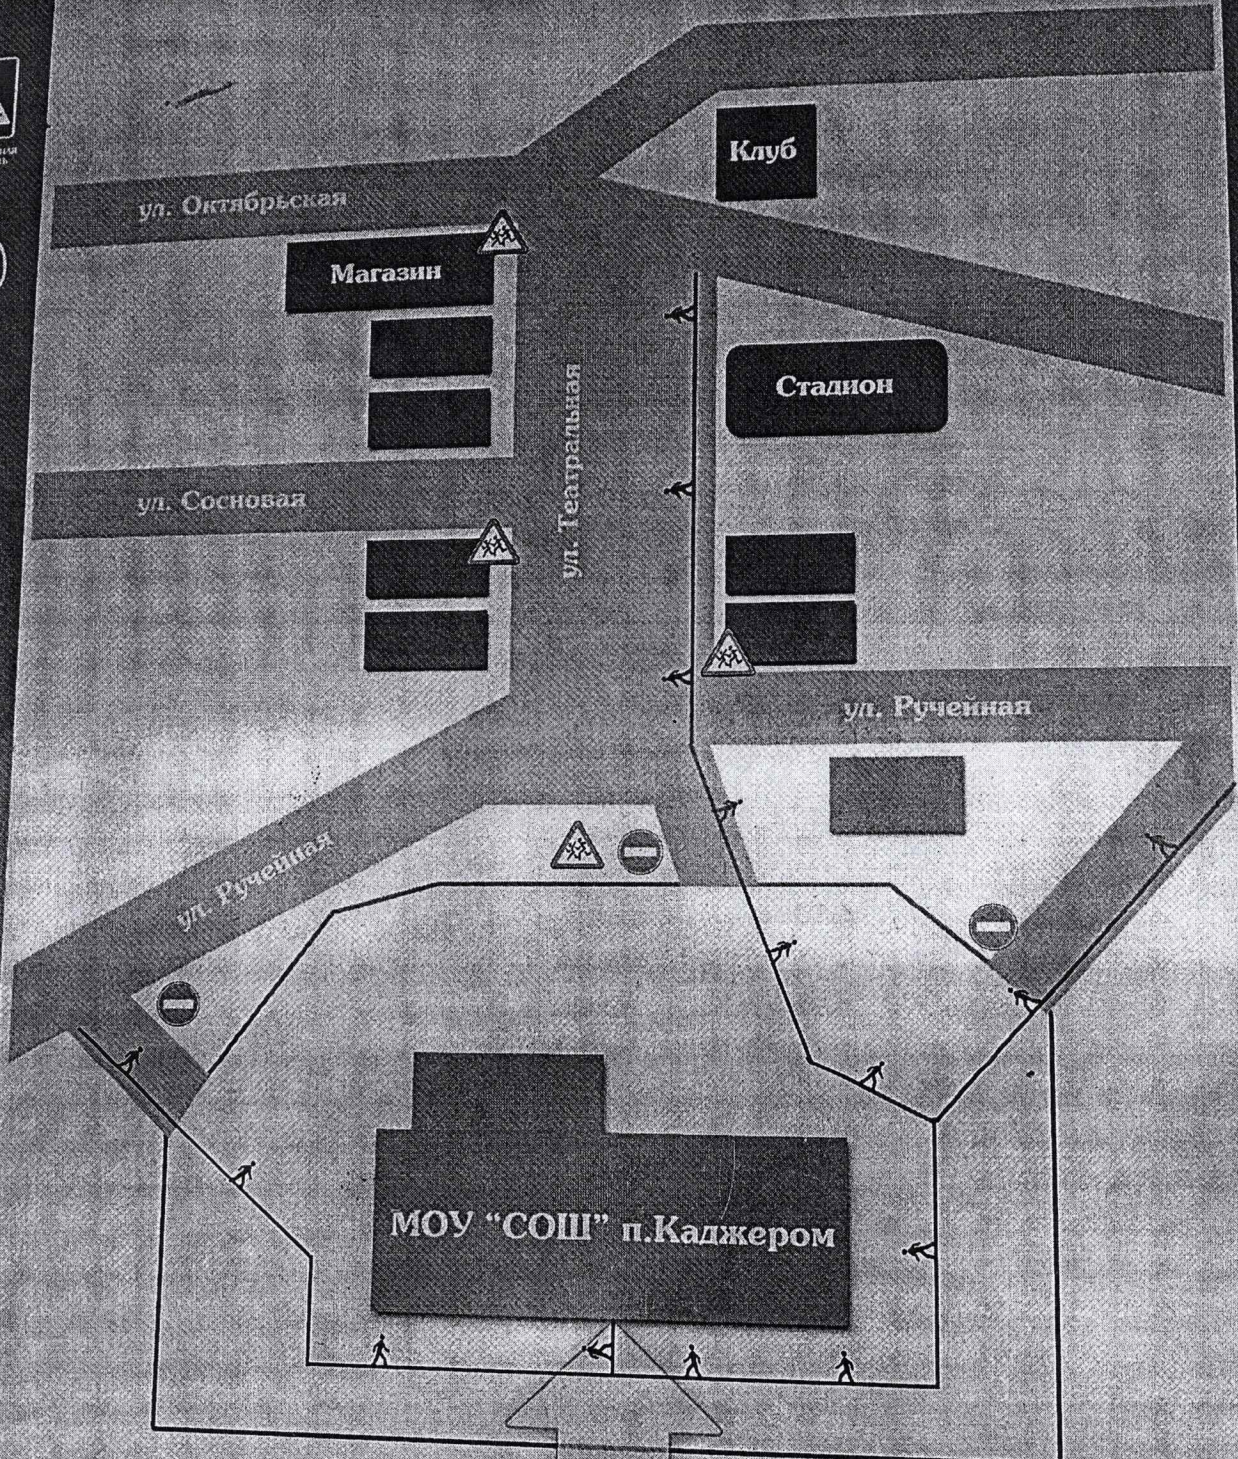 Клуб
ул. Октябрьская
Магазин
Стадион
ул. Театральная
ул. Сосновая
ул. Ручейная
ул. Ручейная
МОУ “СОШ” п.Каджером